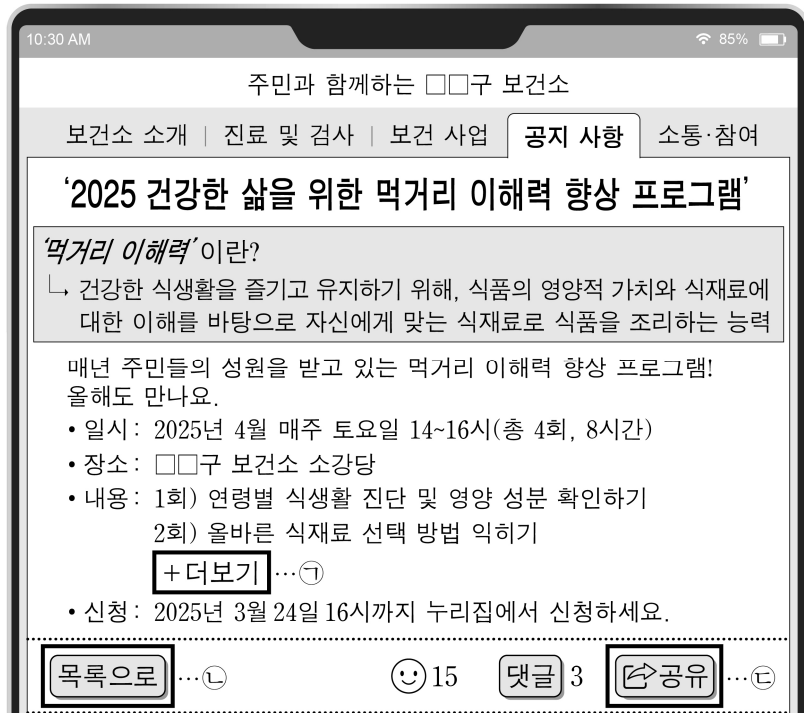 10:30 AM 85%
주민과 함께하는 □□구 보건소
보건소 소개 | 진료 및 검사 | 보건 사업 공지 사항 소통·참여
‘2025 건강한 삶을 위한 먹거리 이해력 향상 프로그램’
‘먹거리 이해력’이란?
↳ 건강한 식생활을 즐기고 유지하기 위해, 식품의 영양적 가치와 식재료에
대한 이해를 바탕으로 자신에게 맞는 식재료로 식품을 조리하는 능력
매년 주민들의 성원을 받고 있는 먹거리 이해력 향상 프로그램!
올해도 만나요.
• 일시: 2025년 4월 매주 토요일 14~16시(총 4회, 8시간)
• 장소: □□구 보건소 소강당
• 내용: 1회) 연령별 식생활 진단 및 영양 성분 확인하기
2회) 올바른 식재료 선택 방법 익히기
+더보기 …㉠
• 신청: 2025년 3월 24일 16시까지 누리집에서 신청하세요.
목록으로 …㉡ 15 댓글 3 공유 …㉢